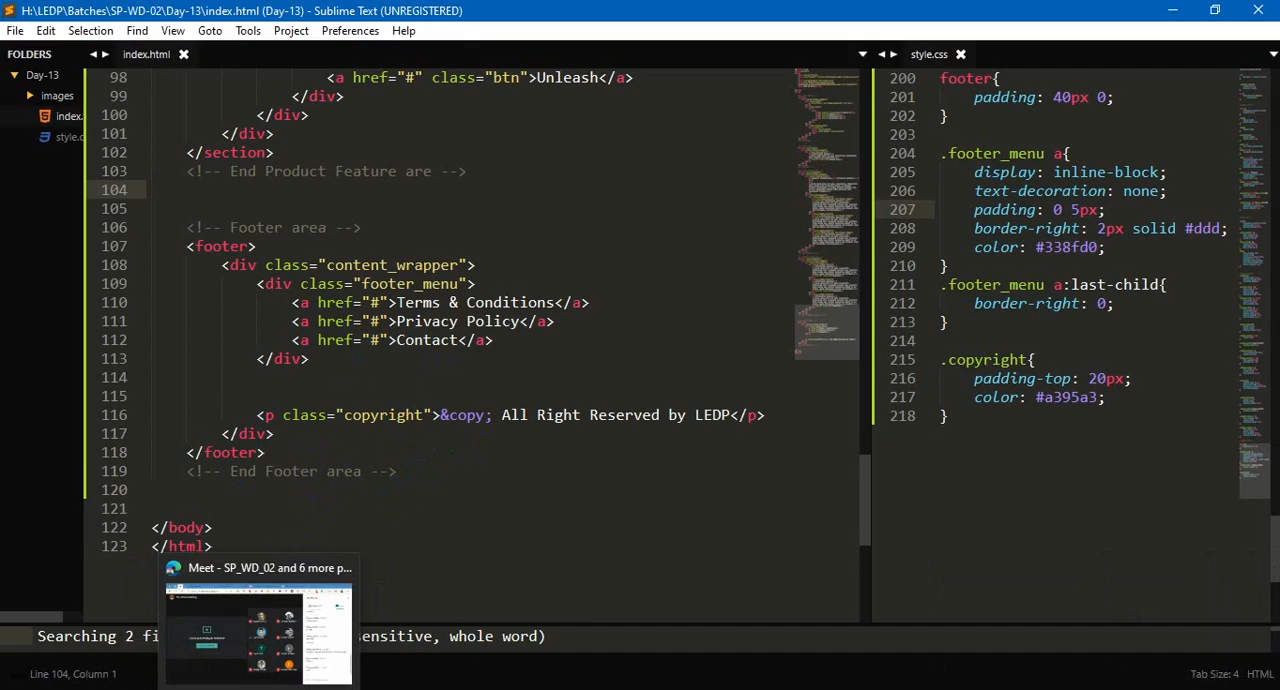 H:\LEDP\Batches\SP-WD-02\Day-13\index.html (Day-13) - Sublime Text (UNREGISTERED)
File Edit Selection Find View Goto Tools Project Preferences Help
FOLDERS
Day-13
images
index.
style.c
index.html
98 <a href="#" class="btn">Unleash</a>
99 </div>
100 </div>
101 </div>
102 </section>
103 <!-- End Product Feature are -->
104
105
106 <!-- Footer area -->
107 <footer>
108 <div class="content_wrapper">
109 <div class="footer_menu">
110 <a href="#">Terms & Conditions</a>
111 <a href="#">Privacy Policy</a>
112 <a href="#">Contact</a>
113 </div>
114
115
116 <p class="copyright">&copy; All Right Reserved by LEDP</p>
117 </div>
118 </footer>
119 <!-- End Footer area -->
120
121
122 </body>
123 </html>
style.css
200 footer{
201 padding: 40px 0;
202 }
203
204 .footer_menu a{
205 display: inline-block;
206 text-decoration: none;
207 padding: 0 5px;
208 border-right: 2px solid #ddd;
209 color: #338fd0;
210 }
211 .footer_menu a:last-child{
212 border-right: 0;
213 }
214
215 .copyright{
216 padding-top: 20px;
217 color: #a395a3;
218 }
Meet - SP_WD_02 and 6 more p...
Searching 2 fi
ensitive, whole word)
Line 104, Column 1
Tab Size: 4 HTML